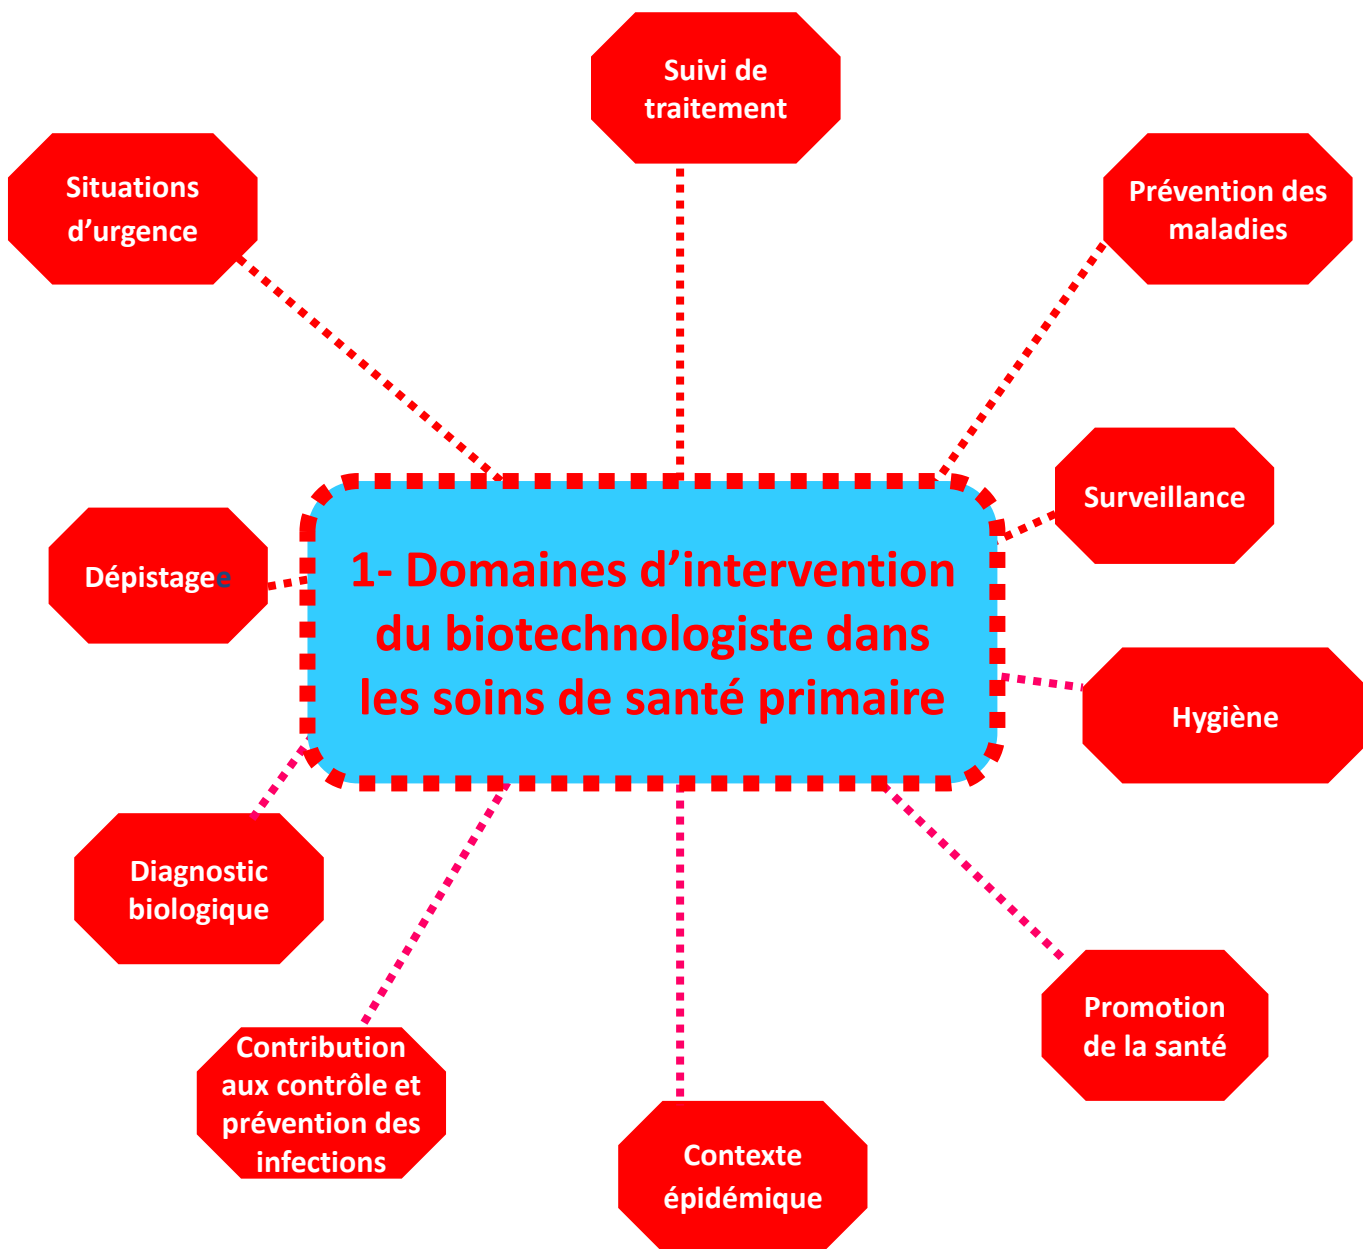 Suivi de
traitement
Situations
d’urgence
Prévention des
maladies
Surveillance
Dépistagee
1- Domaines d’intervention
du biotechnologiste dans
les soins de santé primaire
Hygiène
Diagnostic
biologique
Promotion
de la santé
Contribution
aux contrôle et
prévention des
infections
Contexte
épidémique